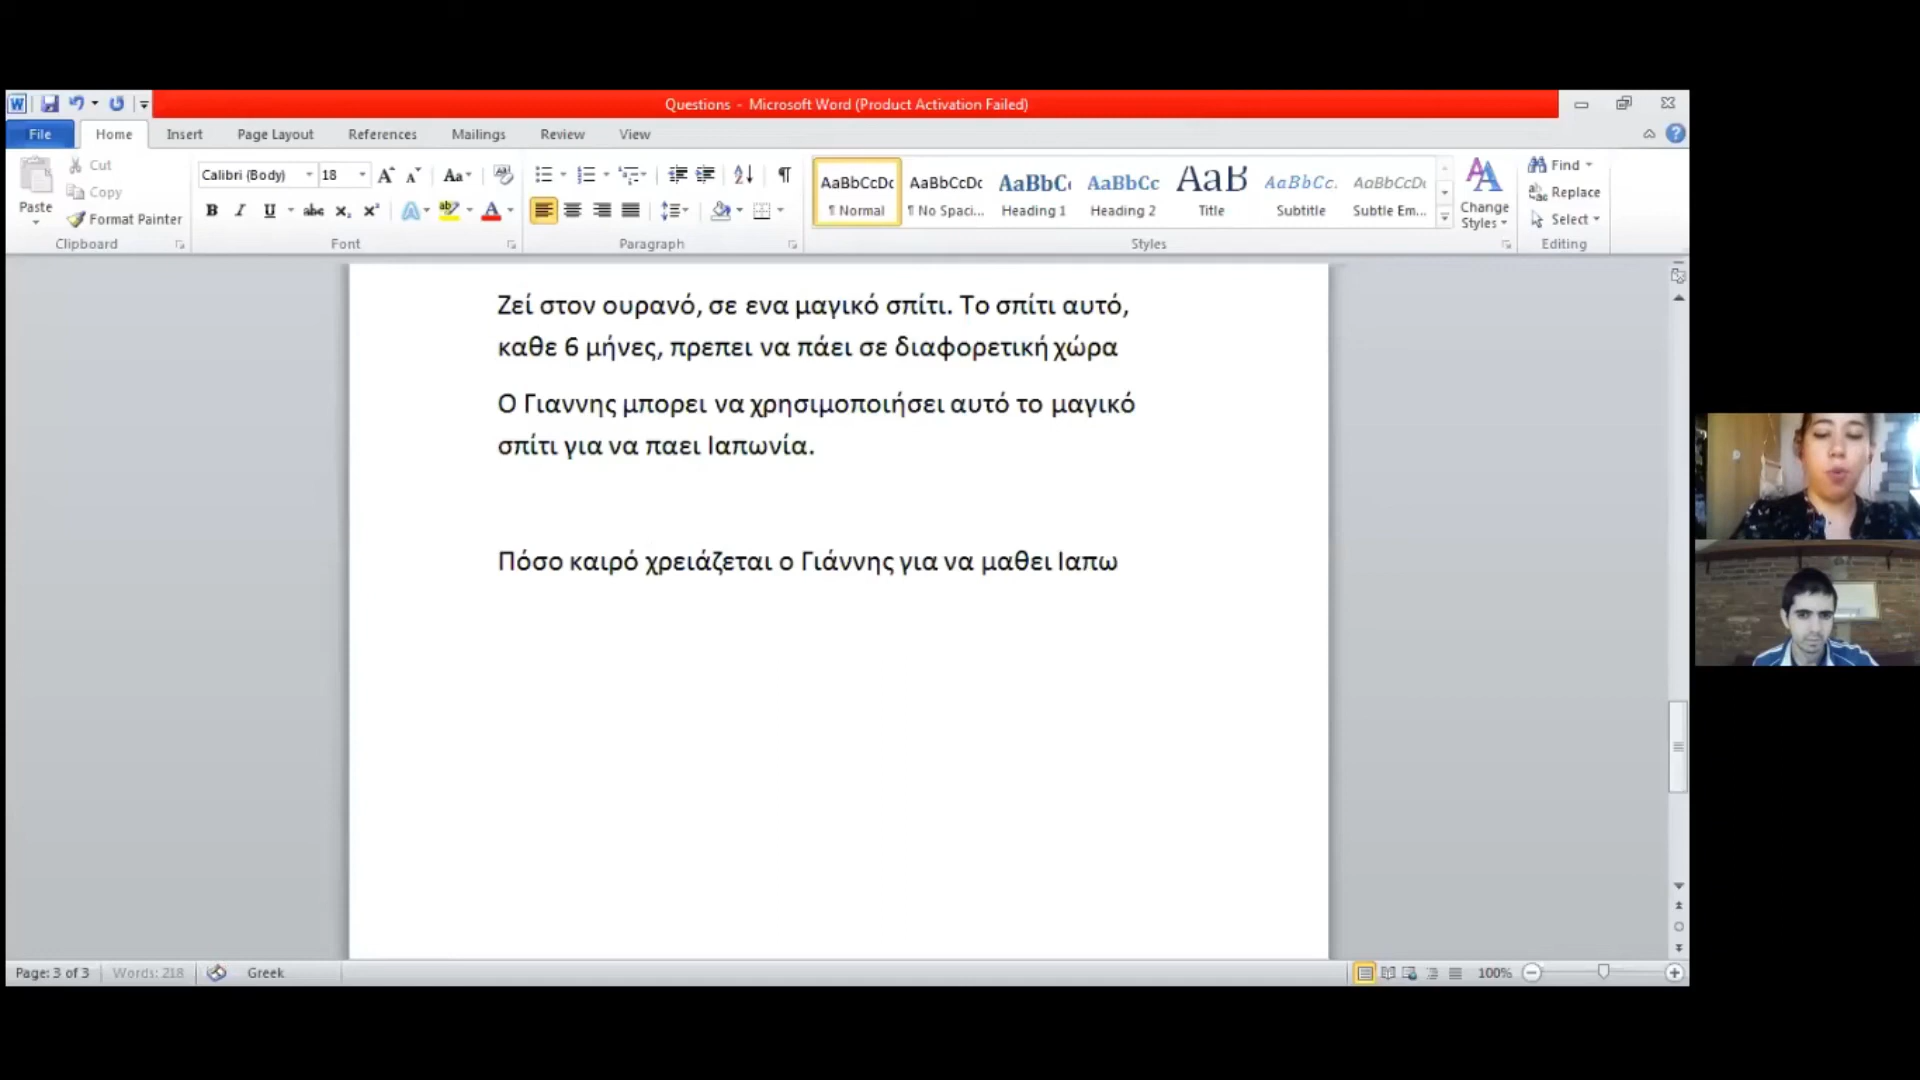 Questions - Microsoft Word (Product Activation Failed)
File Home Insert Page Layout References Mailings Review View
Cut
Copy
Format Painter
Paste
Clipboard
Calibri (Body) 18
Font
Paragraph
AaBbCcDc AaBbCcDc AaBbC AaBbCc AaB AaBbCc. AaBbCcDc
¶ Normal ¶ No Spaci... Heading 1 Heading 2 Title Subtitle Subtle Em...
Styles
Change Styles
Find
Replace
Select
Editing
Ζεί στον ουρανό, σε ενα μαγικό σπίτι. Το σπίτι αυτό,
καθε 6 μήνες, πρεπει να πάει σε διαφορετική χώρα
Ο Γιαννης μπορει να χρησιμοποιήσει αυτό το μαγικό
σπίτι για να παει Ιαπωνία.
Πόσο καιρό χρειάζεται ο Γιάννης για να μαθει Ιαπω
Page: 3 of 3 Words: 218 Greek 100%